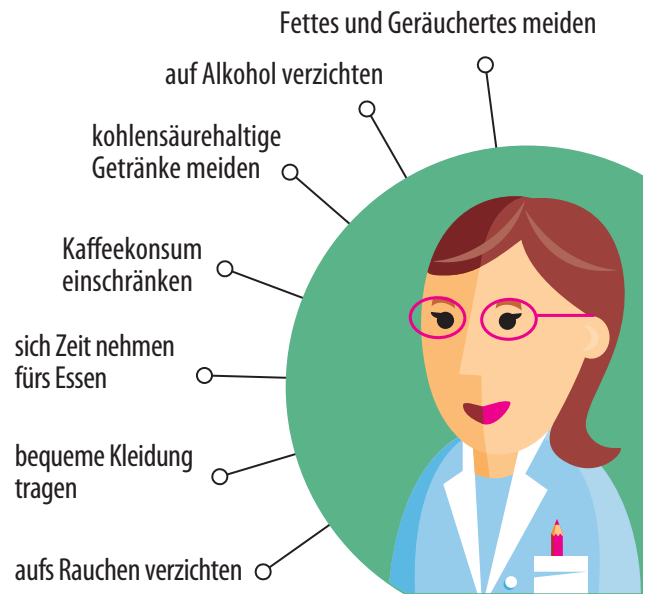 Fettes und Geräuchertes meiden
auf Alkohol verzichten
kohlensäurehaltige
Getränke meiden
Kaffeekonsum
einschränken
sich Zeit nehmen
fürs Essen
bequeme Kleidung
tragen
aufs Rauchen verzichten